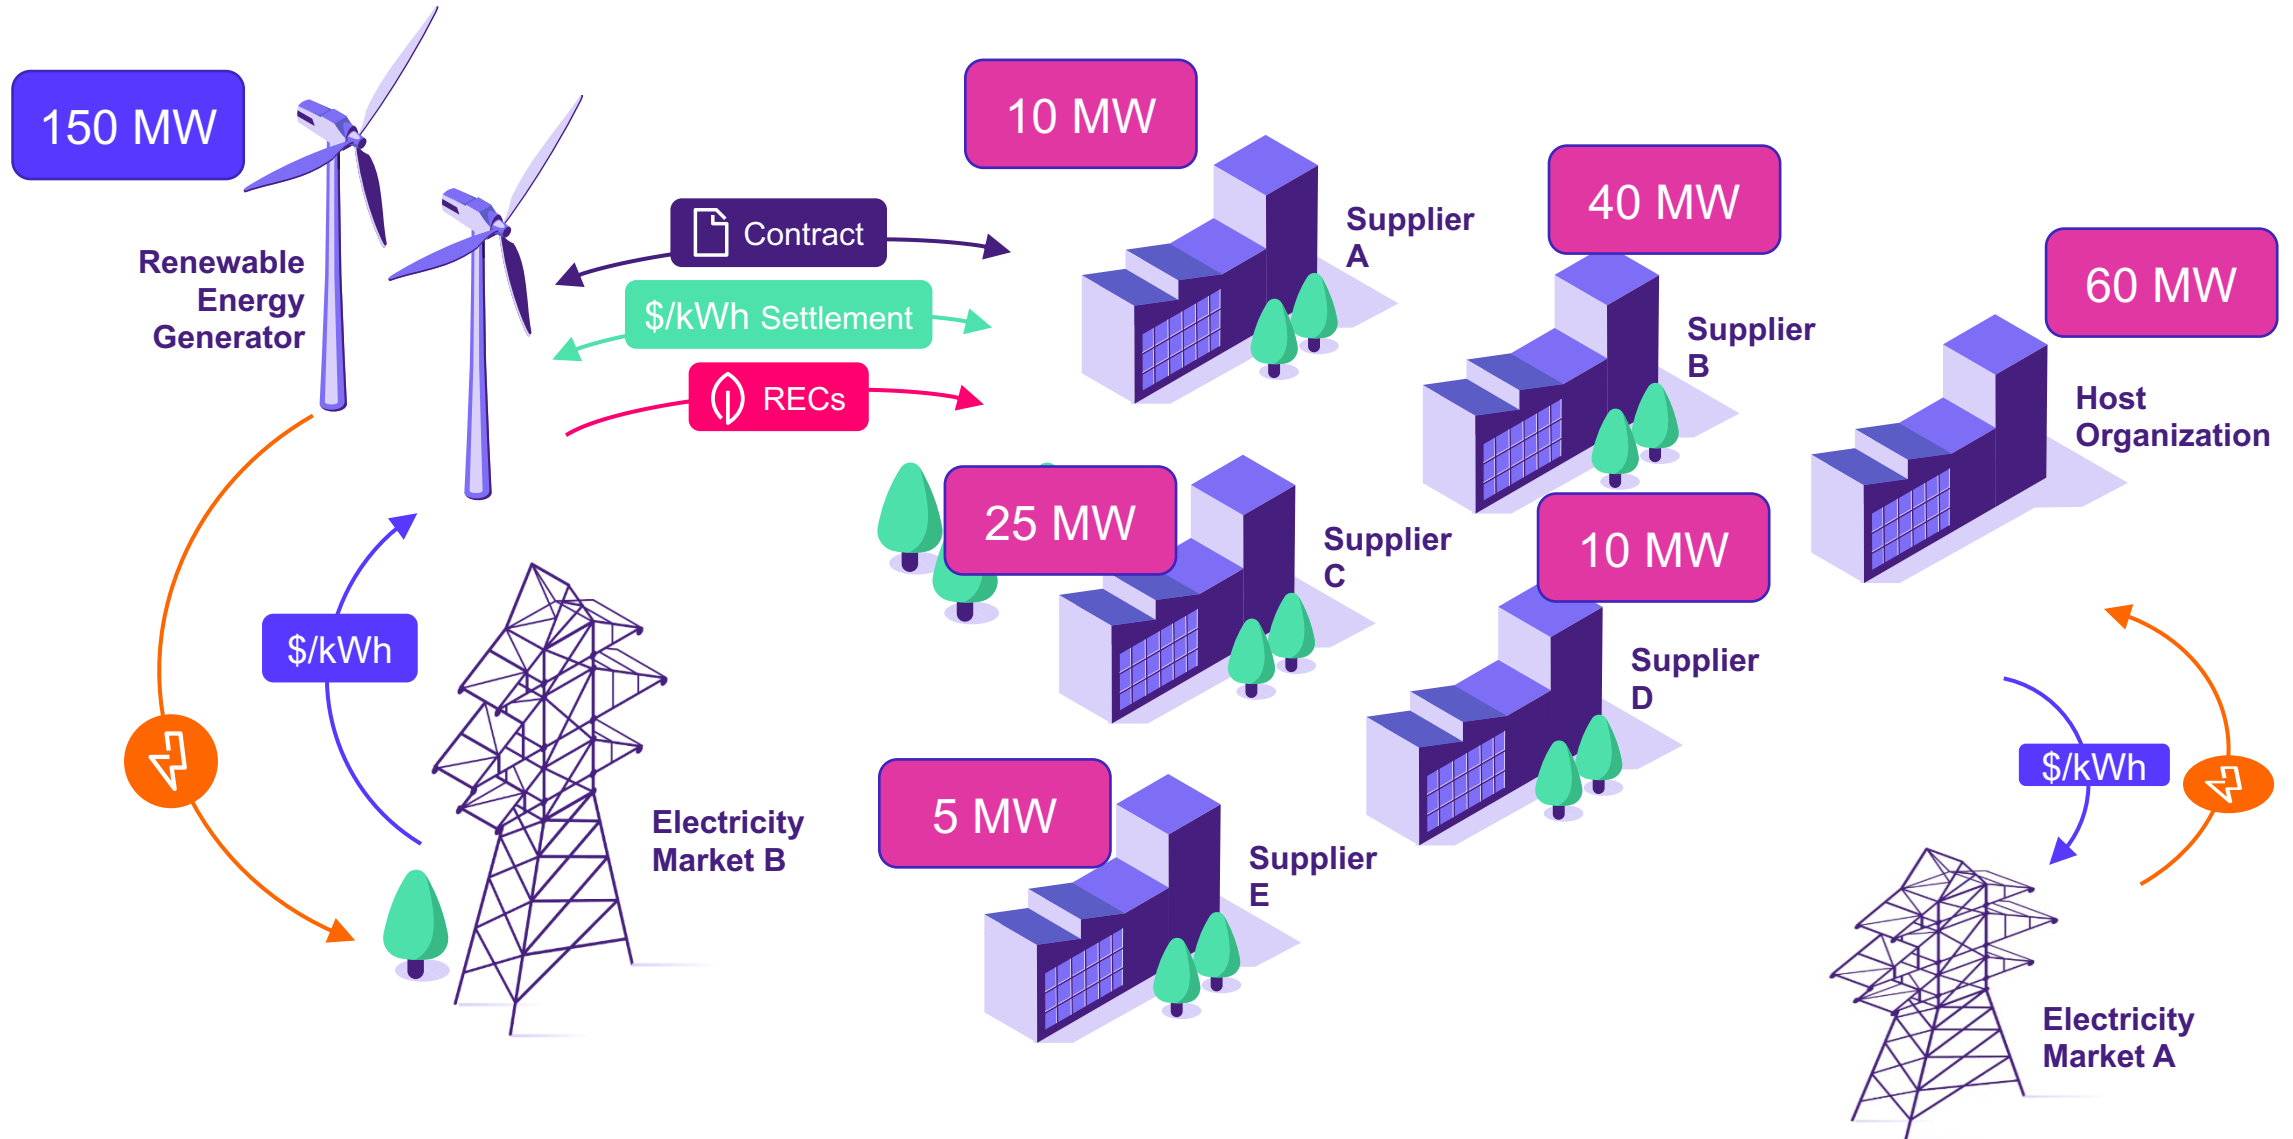 150 MW
Renewable
Energy
Generator
Contract
$/kWh Settlement
RECs
10 MW
Supplier
A
40 MW
Supplier
B
60 MW
Host
Organization
25 MW
Supplier
C
10 MW
Supplier
D
5 MW
Supplier
E
$/kWh
Electricity
Market B
$/kWh
Electricity
Market A